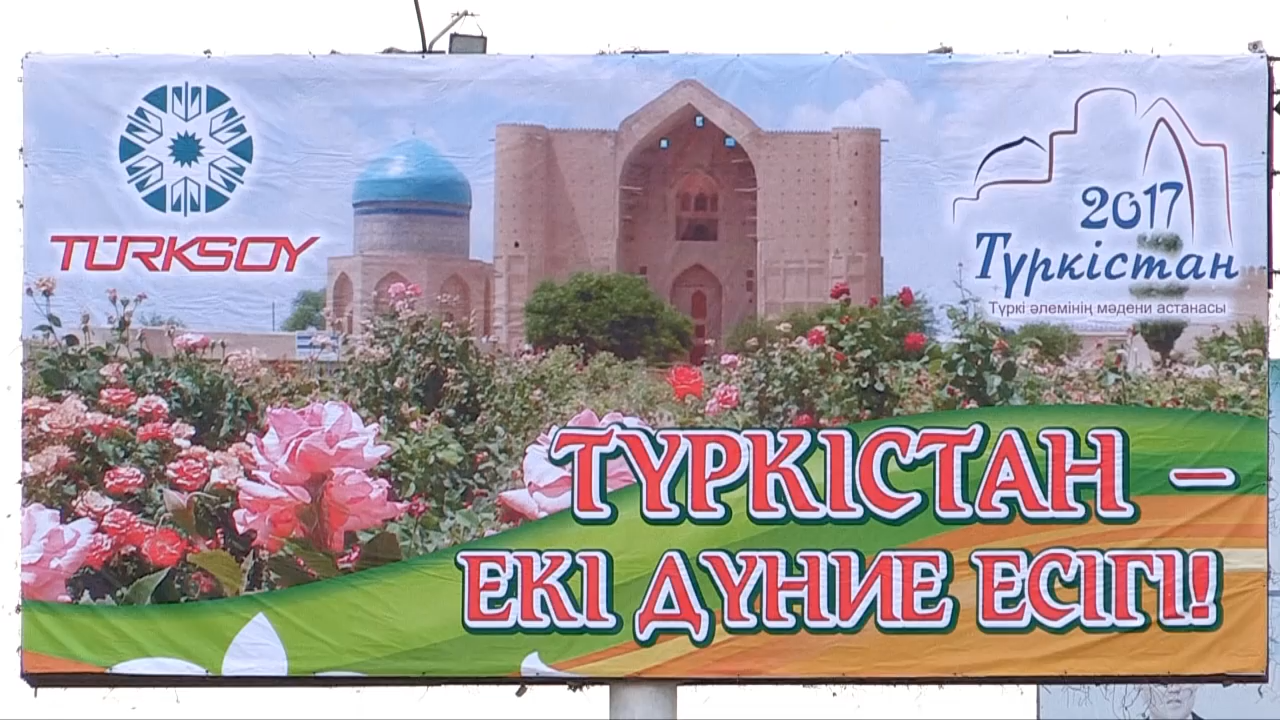 TÜRKSOY
2017
Түркістан
Түркі әлемінің мәдени астанасы
ТҮРКІСТАН –
ЕКІ ДҮНИЕ ЕСІГІ!